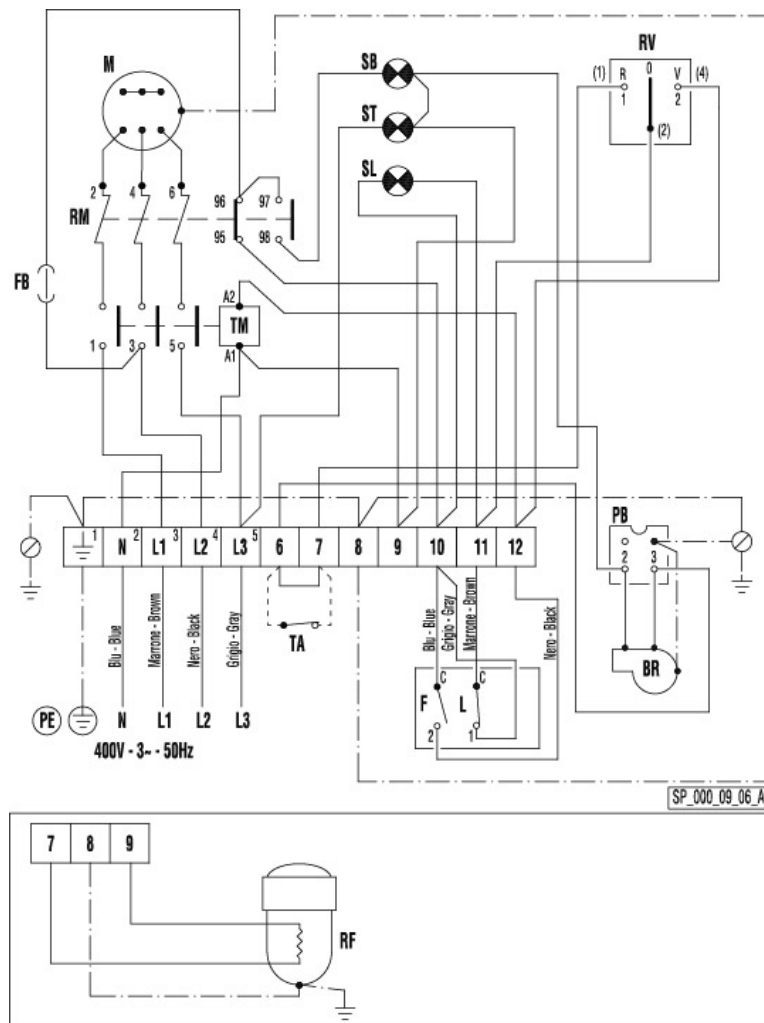 M
SB
ST
SL
RV
(1) R 0 V (4)
1 2
(2)
2 4 6
RM
96 97
95 98
FB
A2
TM
A1
1 3 5
1 N 2 L1 3 L2 4 L3 5 6 7 8 9 10 11 12
PB
2 3
BR
Blu - Blue
Marrone - Brown
Nero - Black
Grigio - Gray
TA
Blu - Blue
Grigio - Gray
Marrone - Brown
Nero - Black
C C
F L
2 1
PE N L1 L2 L3
400V - 3~ - 50Hz
SP_000_09_06_A
7 8 9
RF